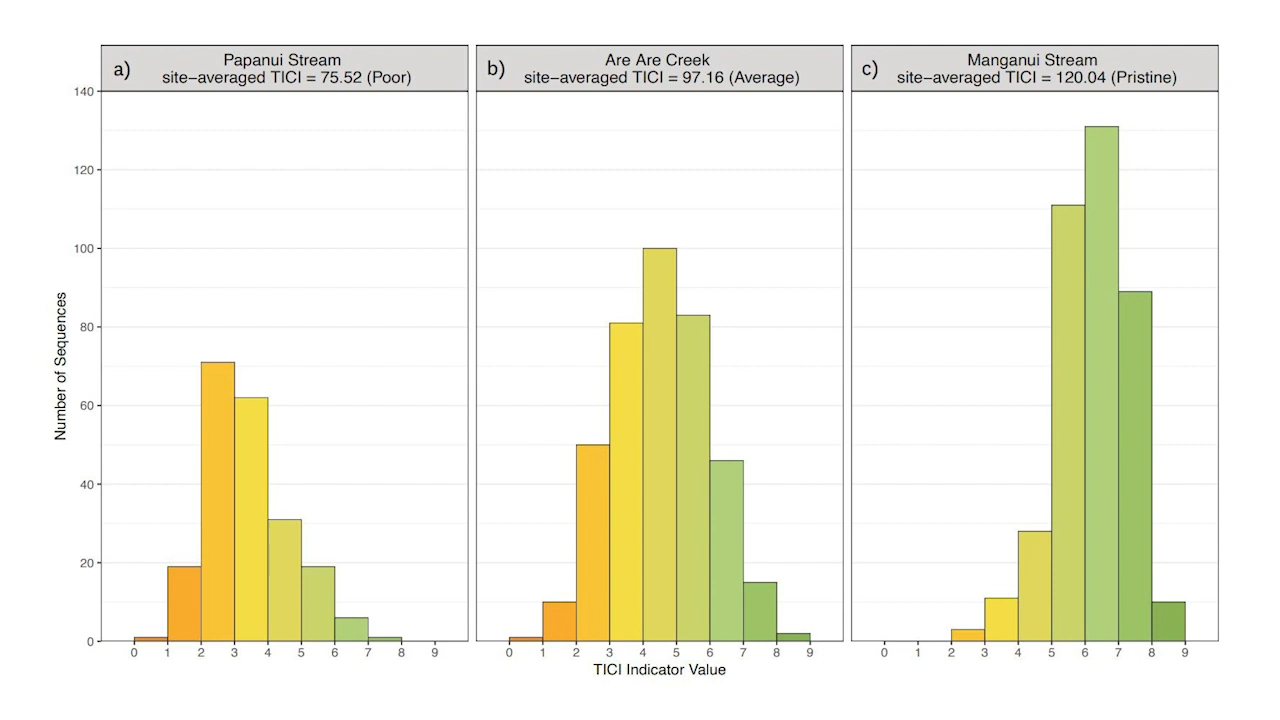 a)
Papanui Stream
site−averaged TICI = 75.52 (Poor)
b)
Are Are Creek
site−averaged TICI = 97.16 (Average)
c)
Manganui Stream
site−averaged TICI = 120.04 (Pristine)
140
120
100
80
60
40
20
0
Number of Sequences
0 1 2 3 4 5 6 7 8 9
0 1 2 3 4 5 6 7 8 9
0 1 2 3 4 5 6 7 8 9
TICI Indicator Value